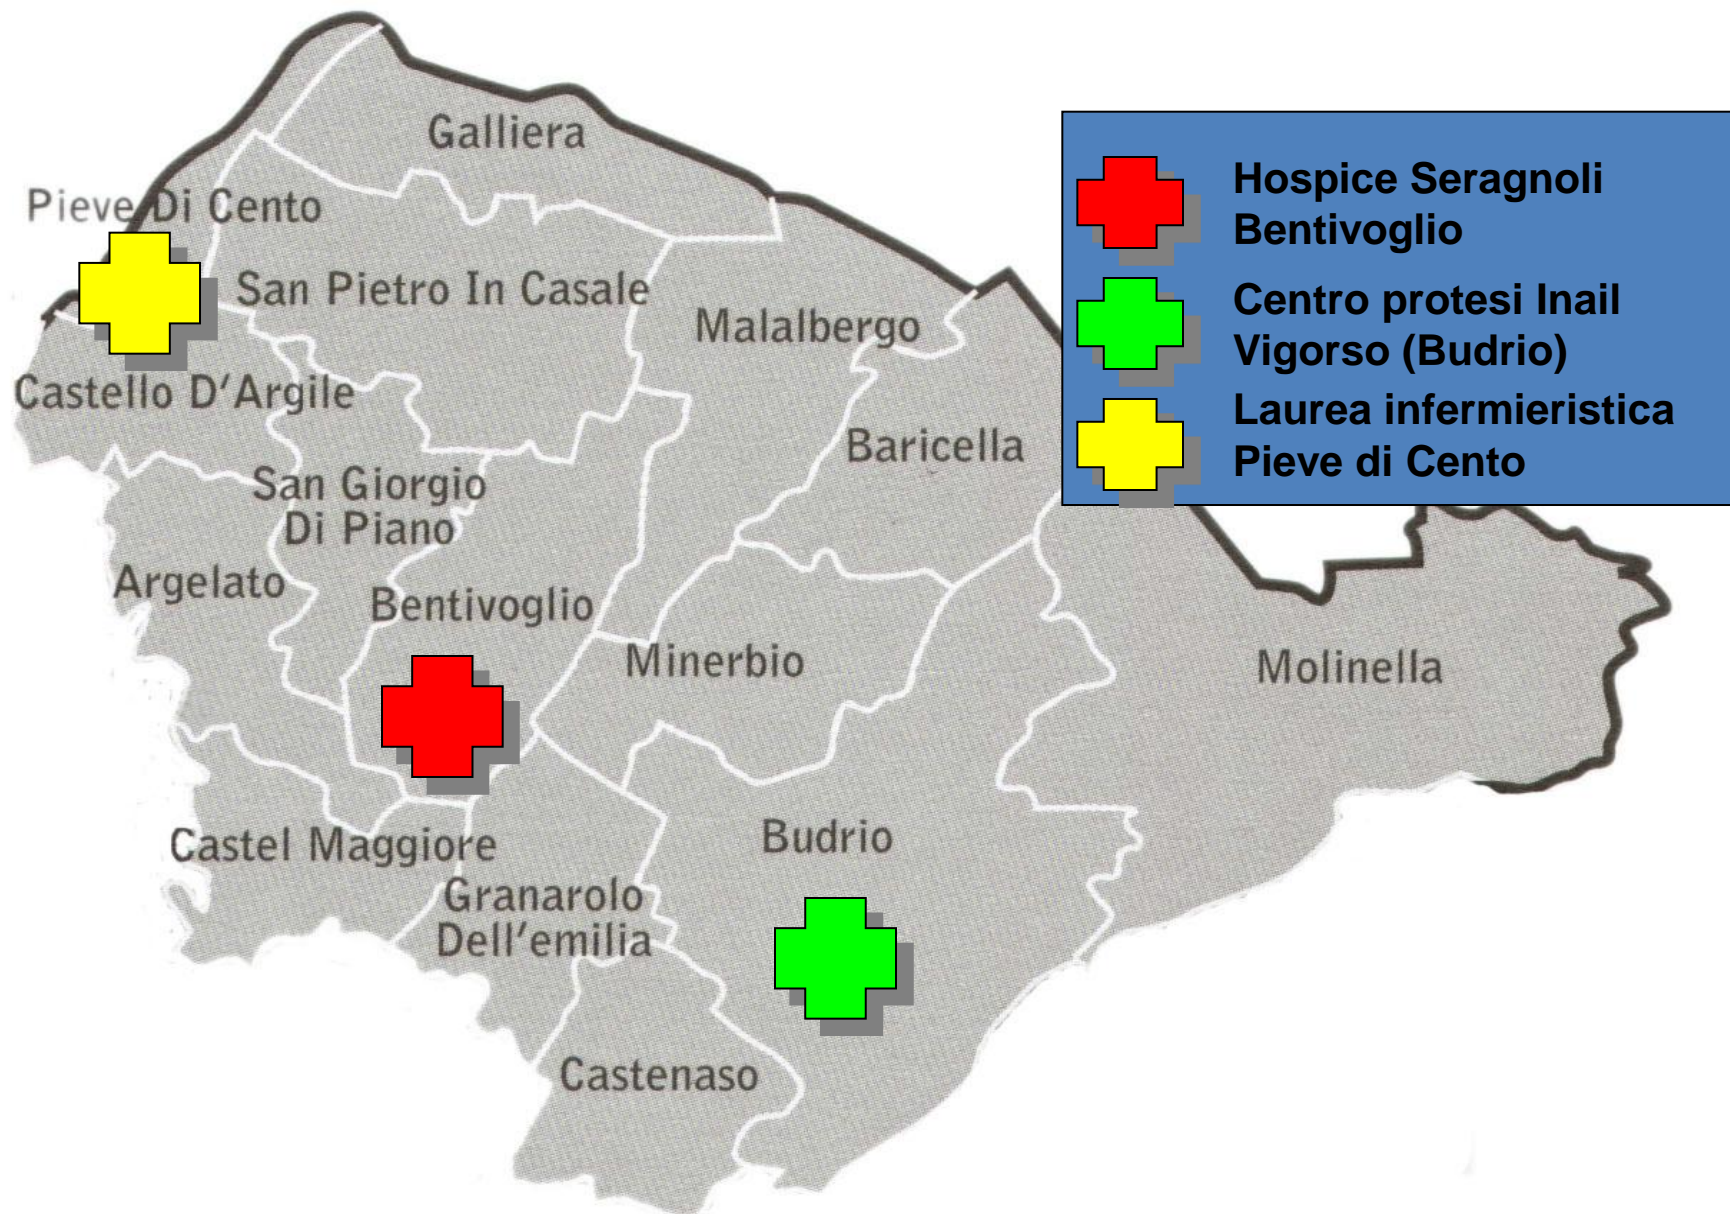 Galliera
Pieve Di Cento
San Pietro In Casale
Malalbergo
Castello D'Argile
Baricella
San Giorgio
Di Piano
Argelato
Bentivoglio
Minerbio
Molinella
Castel Maggiore
Budrio
Granarolo
Dell'emilia
Castenaso
Hospice Seragnoli
Bentivoglio
Centro protesi Inail
Vigorso (Budrio)
Laurea infermieristica
Pieve di Cento